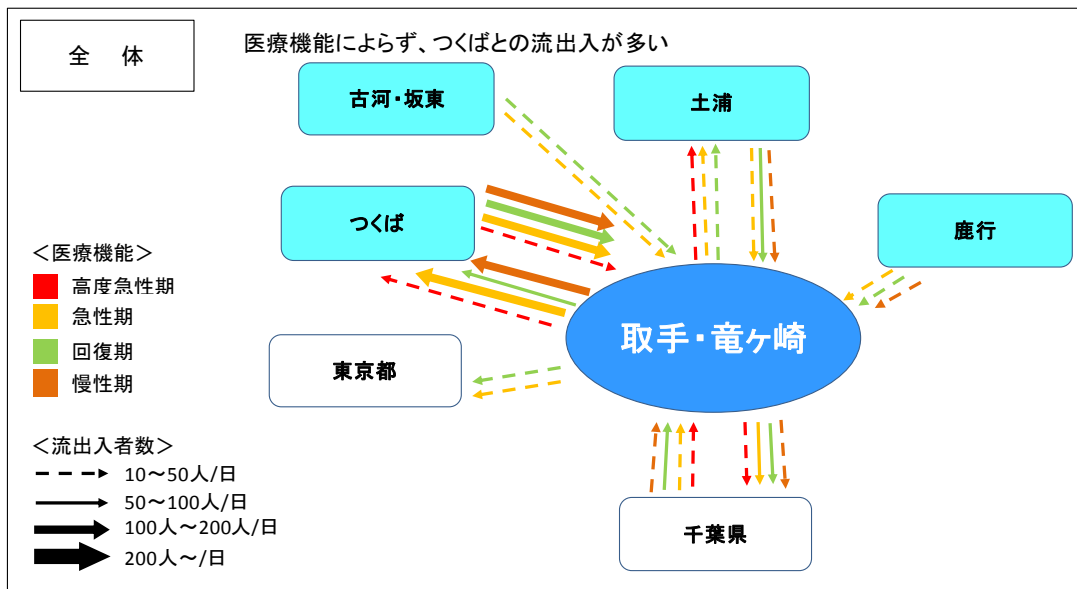 全 体
医療機能によらず、つくばとの流出入が多い
古河・坂東
土浦
つくば
鹿行
<医療機能>
高度急性期
急性期
回復期
慢性期
取手・竜ヶ崎
東京都
<流出入者数>
10~50人/日
50~100人/日
100人~200人/日
200人~/日
千葉県